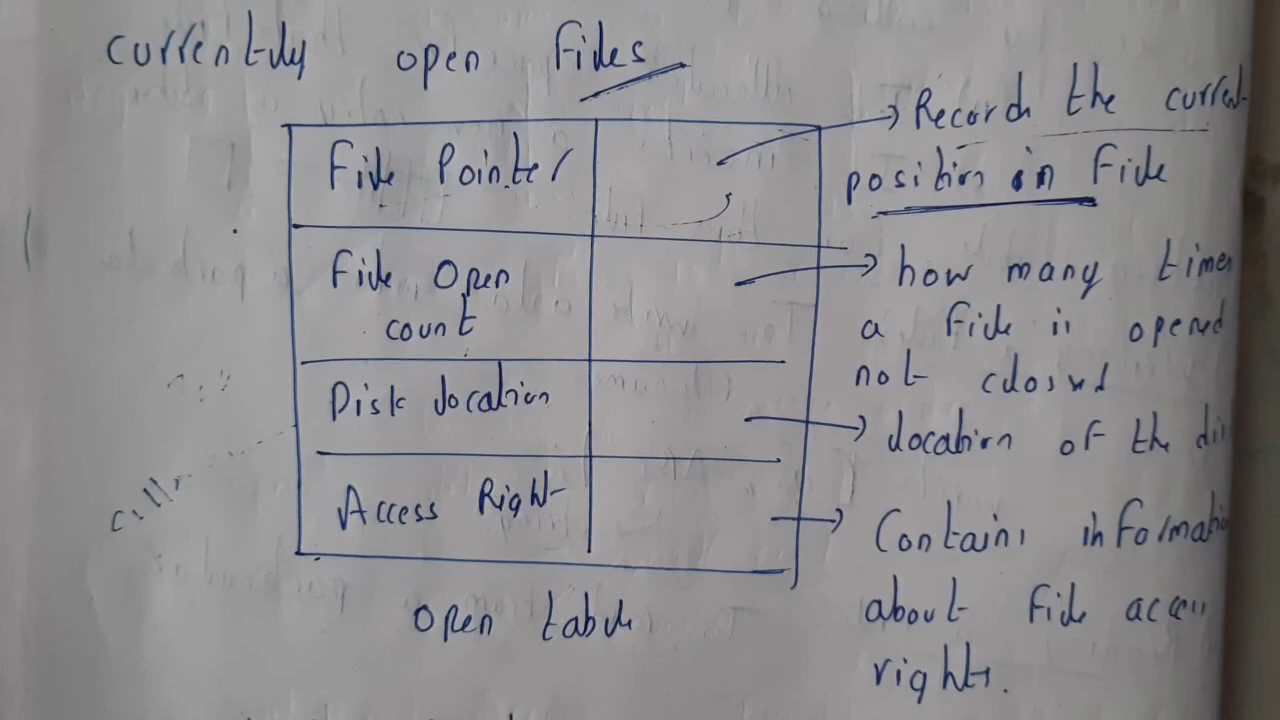 currently open files
File Pointer
Record the current
position in File
File Open
count
how many times
a File is opened
not closed
Disk location
location of the
Access Right
Contains information
about File access
rights.
Open table